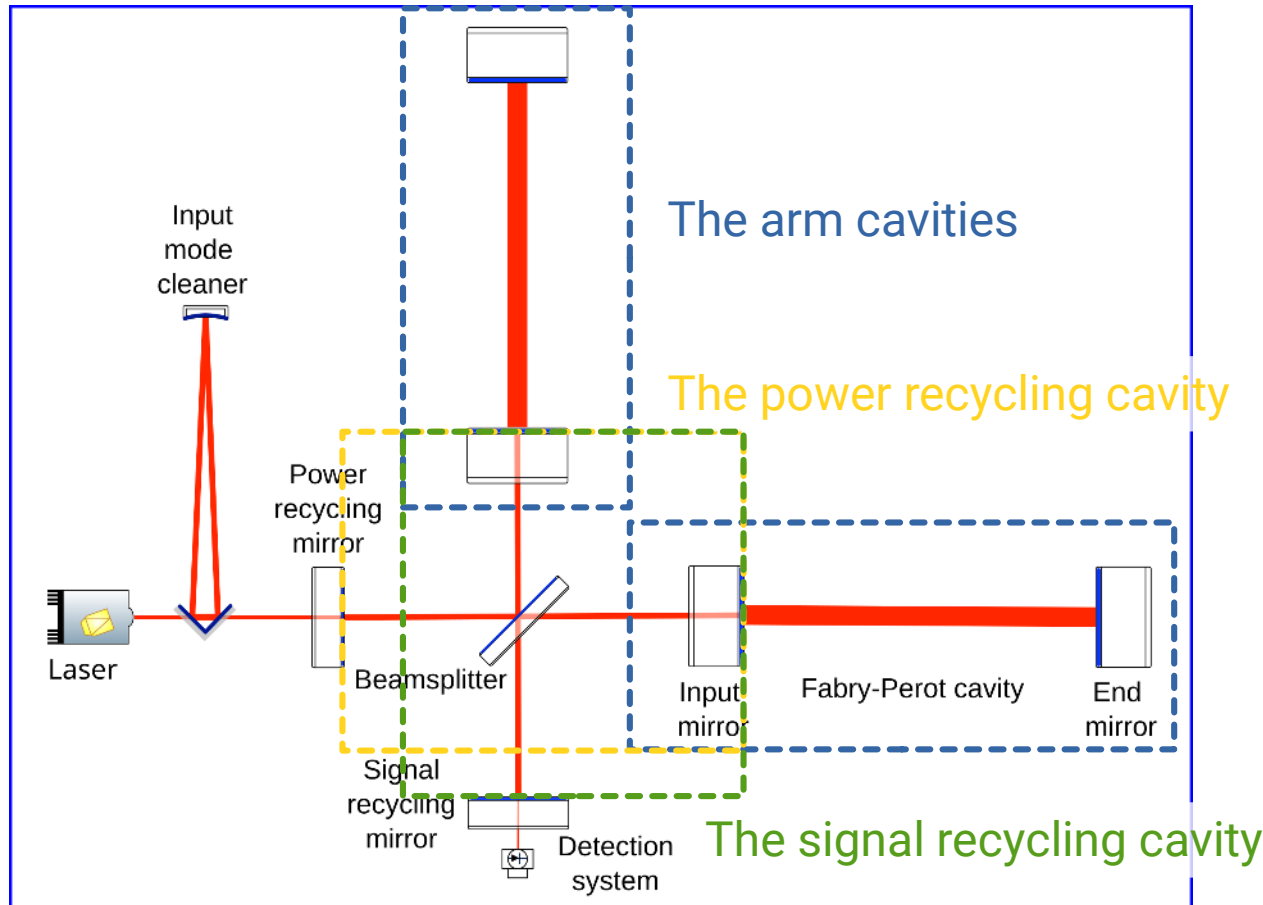 The arm cavities
Input
mode
cleaner
The power recycling cavity
Power
recycling
mirror
Laser
Beamsplitter
Input
mirror
Fabry-Perot cavity
End
mirror
Signal
recycling
mirror
Detection
system
The signal recycling cavity